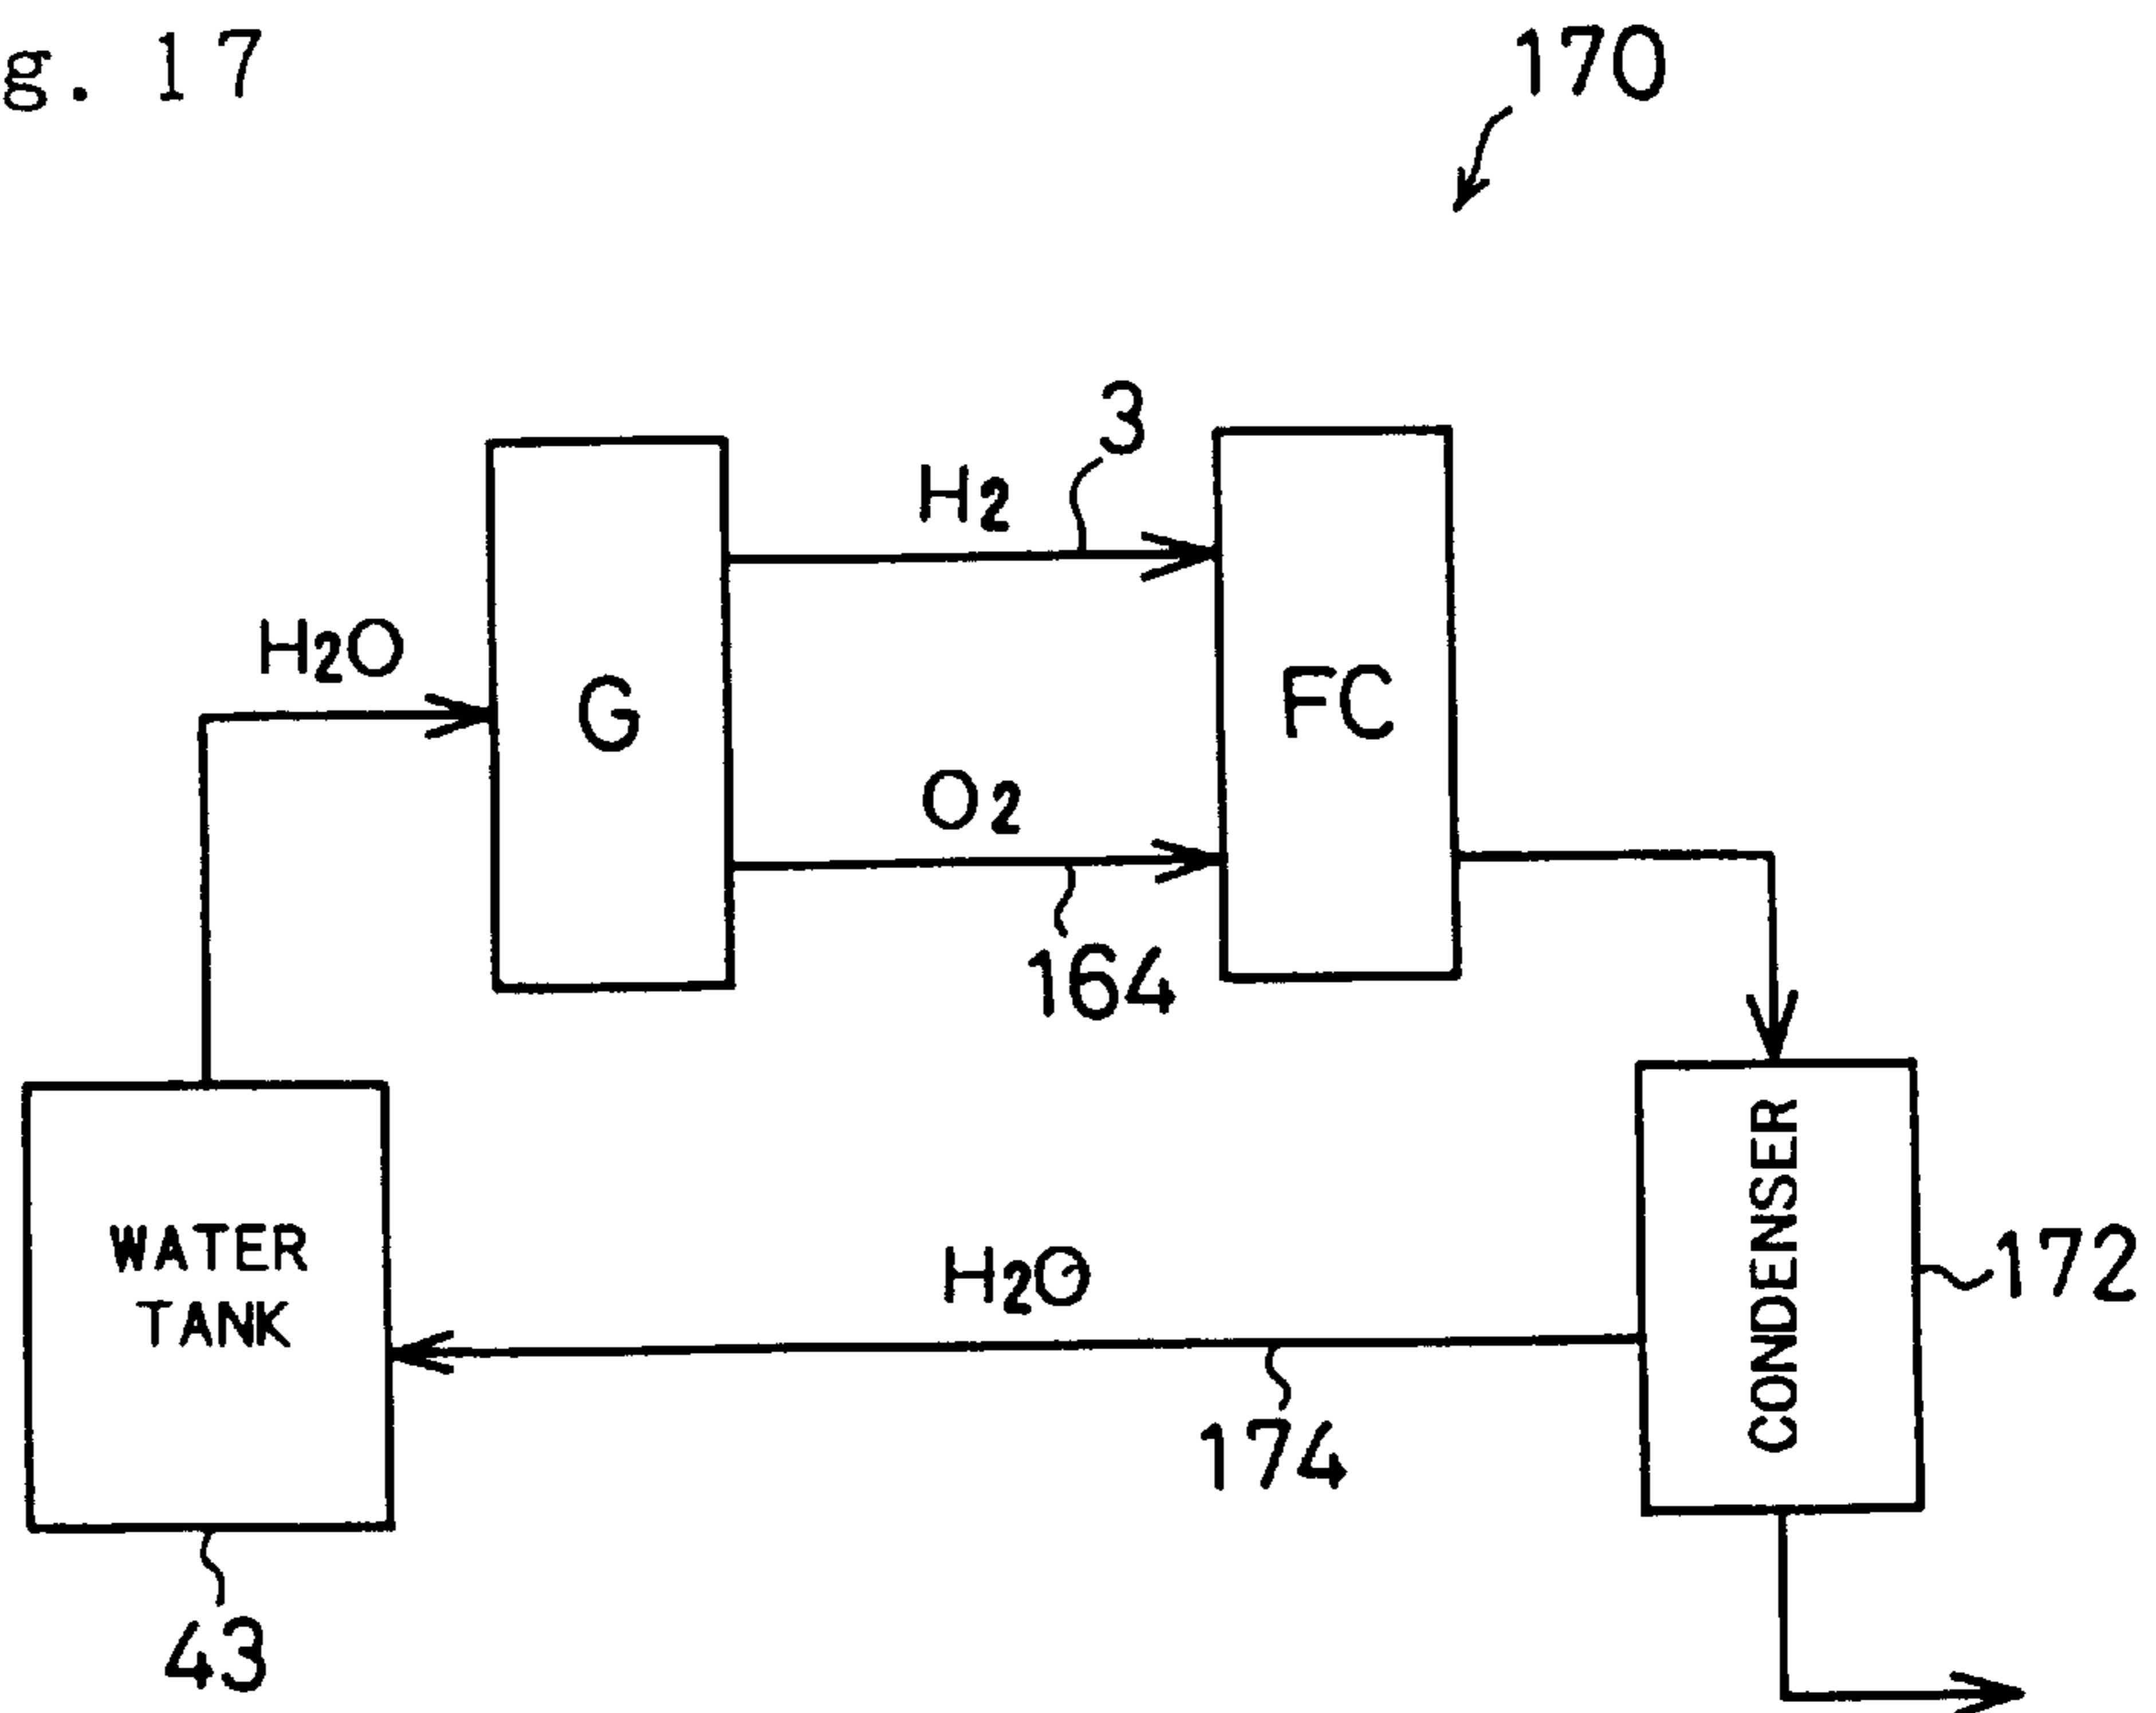 g. 17
170
3
H2
H2O
G
FC
O2
164
CONDENSER
WATER
TANK
H2O
172
174
43